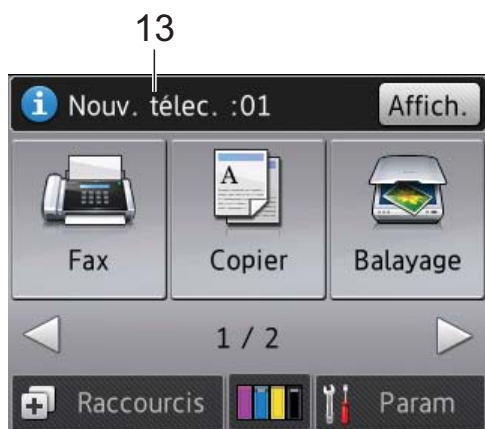 13
Nouv. télec. :01 Affich.
A
Fax Copier Balayage
1 / 2
Raccourcis Param